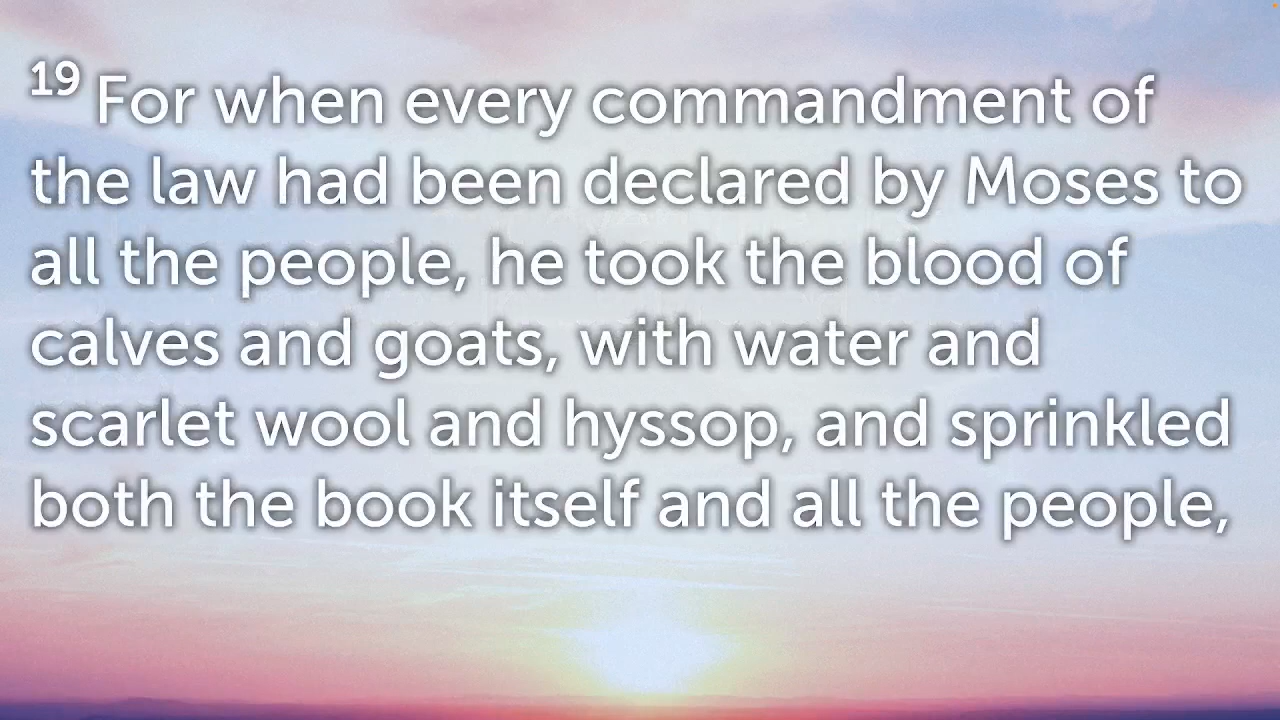 19 For when every commandment of
the law had been declared by Moses to
all the people, he took the blood of
calves and goats, with water and
scarlet wool and hyssop, and sprinkled
both the book itself and all the people,